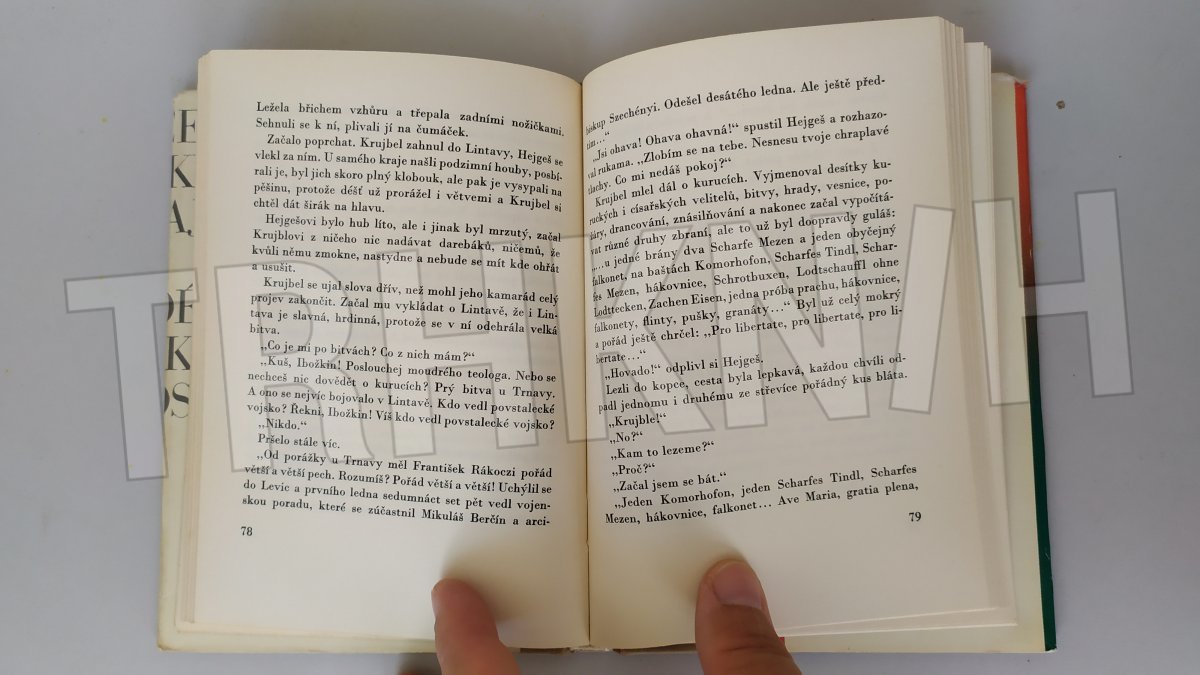 Ležela břichem vzhůru a třepala zadními nožičkami.
Sehnuli se k ní, plivali jí na čumáček.
Začalo poprchat. Krujbel zahnul do Lintavy, Hejgeš se
vlekl za ním. U samého kraje našli podzimní houby, posbí-
rali je, byl jich skoro plný klobouk, ale pak je vysypali na
pěšinu, protože déšť už prorážel i větvemi a Krujbel si
chtěl dát širák na hlavu.
Hejgešovi bylo hub líto, ale i jinak byl mrzutý, začal
Krujblovi z ničeho nic nadávat darebáků, ničemů, že
kvůli němu zmokne, nastydne a nebude se mít kde ohřát
a usušit.
Krujbel se ujal slova dřív, než mohl jeho kamarád celý
projev zakončit. Začal mu vykládat o Lintavě, že i Lin-
tava je slavná, hrdinná, protože se v ní odehrála velká
bitva.
„Co je mi po bitvách? Co z nich mám?“
„Kuš, Ibožkin! Poslouchej moudrého teologa. Nebo se
nechceš nic dovědět o kurucích? Prý bitva u Trnavy.
A ono se nejvíc bojovalo v Lintavě. Kdo vedl povstalecké
vojsko? Řekni, Ibožkin! Víš kdo vedl povstalecké vojsko?
„Nikdo.“
Pršelo stále víc.
„Od porážky u Trnavy měl František Rákoczi pořád
větší a větší pech. Rozumíš? Pořád větší a větší! Uchýlil se
do Levic a prvního ledna sedumnáct set pět vedl vojen-
skou poradu, které se zúčastnil Mikuláš Berčín a arci-
78
biskup Szechényi. Odešel desátého ledna. Ale ještě před-
tím...“
„Jsi ohava! Ohava ohavná!“ spustil Hejgeš a rozhazo-
val rukama. „Zlobím se na tebe. Nesnesu tvoje chraplavé
tlachy. Co mi nedáš pokoj?“
Krujbel mlel dál o kurucích. Vyjmenoval desítky ku-
ruckých i císařských velitelů, bitvy, hrady, vesnice, po-
žáry, drancování, znásilňování a nakonec začal vypočítá-
vat různé druhy zbraní, ale to už byl doopravdy guláš:
„...u jedné brány dva Scharfe Mezen a jeden obyčejný
falkonet, na baštách Komorhofon, Scharfes Tindl, Schar-
fes Mezen, hákovnice, Schrotbuxen, Lodtschauffl ohne
Lodtfecken, Zachen Eisen, jedna próba prachu, hákovnice,
falkonety, flinty, pušky, granáty...“ Byl už celý mokrý
a pořád ještě chrčel: „Pro libertate, pro libertate, pro li-
bertate...“
„Hovado!“ odplivl si Hejgeš.
Lezli do kopce, cesta byla lepkavá, každou chvíli od-
padl jednomu i druhému ze střevíce pořádný kus bláta.
„Krujble!“
„No?“
„Kam to lezeme?“
„Proč?“
„Začal jsem se bát.“
„Jeden Komorhofon, jeden Scharfes Tindl, Scharfes
Mezen, hákovnice, falkonet... Ave Maria, gratia plena,
79
TRHKNIH